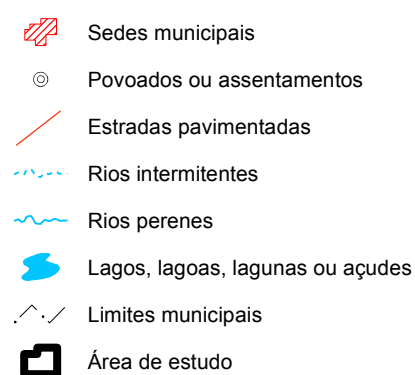 Sedes municipais
Povoados ou assentamentos
Estradas pavimentadas
Rios intermitentes
Rios perenes
Lagos, lagoas, lagunas ou açudes
Limites municipais
Área de estudo